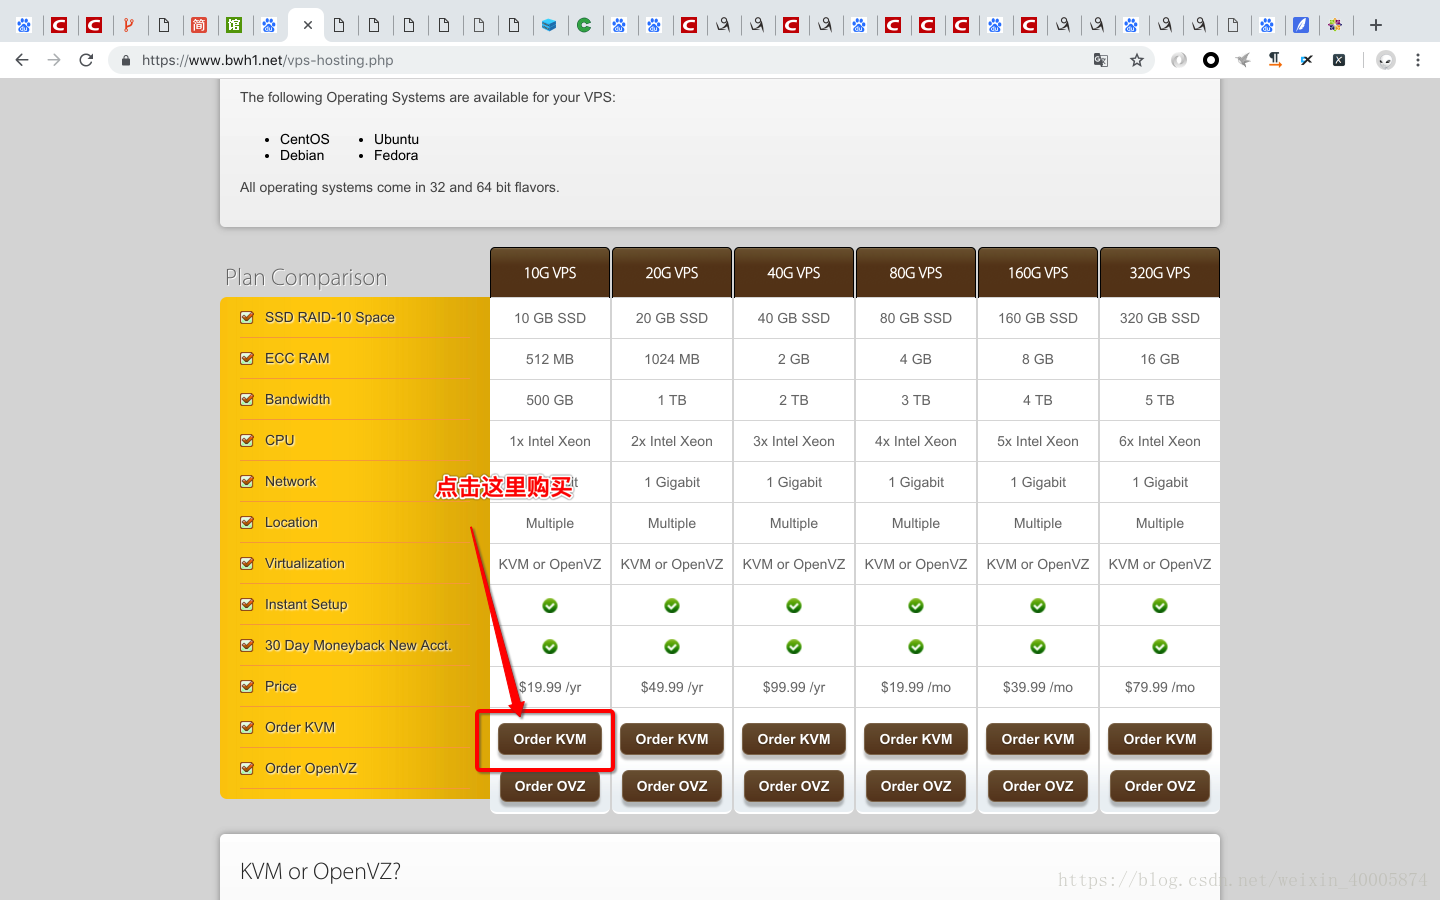 https://www.bwh1.net/vps-hosting.php
The following Operating Systems are available for your VPS:
CentOS Ubuntu
Debian Fedora
All operating systems come in 32 and 64 bit flavors.
Plan Comparison 10G VPS 20G VPS 40G VPS 80G VPS 160G VPS 320G VPS
SSD RAID-10 Space 10 GB SSD 20 GB SSD 40 GB SSD 80 GB SSD 160 GB SSD 320 GB SSD
ECC RAM 512 MB 1024 MB 2 GB 4 GB 8 GB 16 GB
Bandwidth 500 GB 1 TB 2 TB 3 TB 4 TB 5 TB
CPU 1x Intel Xeon 2x Intel Xeon 3x Intel Xeon 4x Intel Xeon 5x Intel Xeon 6x Intel Xeon
Network 1 Gigabit 1 Gigabit 1 Gigabit 1 Gigabit 1 Gigabit
点击这里购买
Location Multiple Multiple Multiple Multiple Multiple Multiple
Virtualization KVM or OpenVZ KVM or OpenVZ KVM or OpenVZ KVM or OpenVZ KVM or OpenVZ KVM or OpenVZ
Instant Setup
30 Day Moneyback New Acct.
Price $19.99 /yr $49.99 /yr $99.99 /yr $19.99 /mo $39.99 /mo $79.99 /mo
Order KVM Order KVM Order KVM Order KVM Order KVM Order KVM Order KVM
Order OpenVZ Order OVZ Order OVZ Order OVZ Order OVZ Order OVZ Order OVZ
KVM or OpenVZ?
https://blog.csdn.net/weixin_40005874